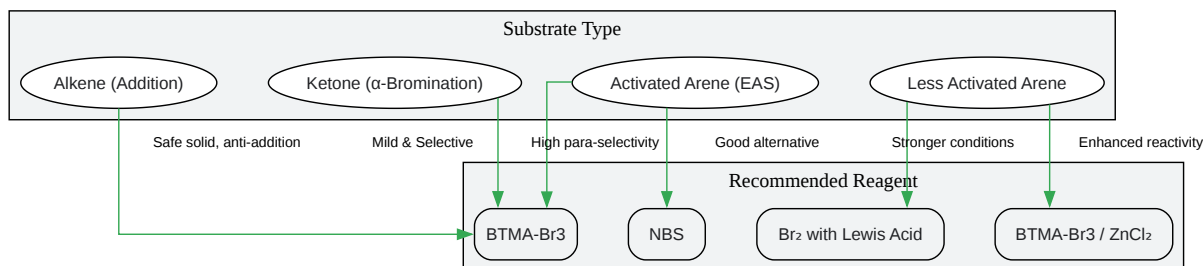 Substrate Type
Alkene (Addition)
Ketone (α-Bromination)
Activated Arene (EAS)
Less Activated Arene
Safe solid, anti-addition
Mild & Selective
High para-selectivity
Good alternative
Stronger conditions
Enhanced reactivity
Recommended Reagent
BTMA-Br3
NBS
Br₂ with Lewis Acid
BTMA-Br3 / ZnCl₂